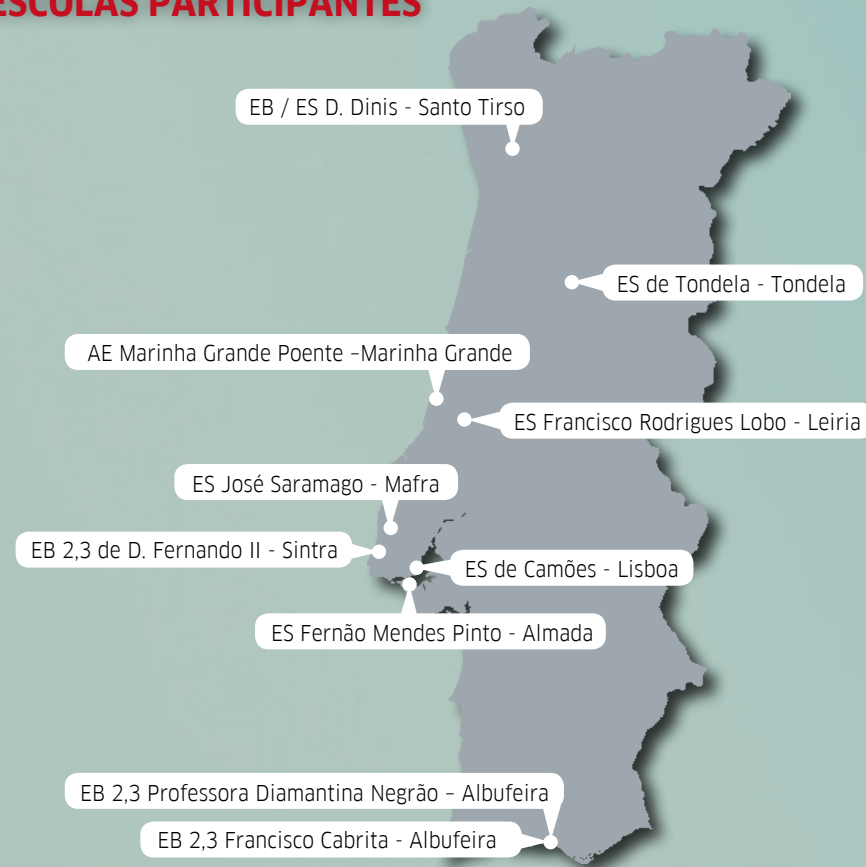 ESCOLAS PARTICIPANTES
EB / ES D. Dinis - Santo Tirso
ES de Tondela - Tondela
AE Marinha Grande Poente –Marinha Grande
ES Francisco Rodrigues Lobo - Leiria
ES José Saramago - Mafra
EB 2,3 de D. Fernando II - Sintra
ES de Camões - Lisboa
ES Fernão Mendes Pinto - Almada
EB 2,3 Professora Diamantina Negrão – Albufeira
EB 2,3 Francisco Cabrita - Albufeira